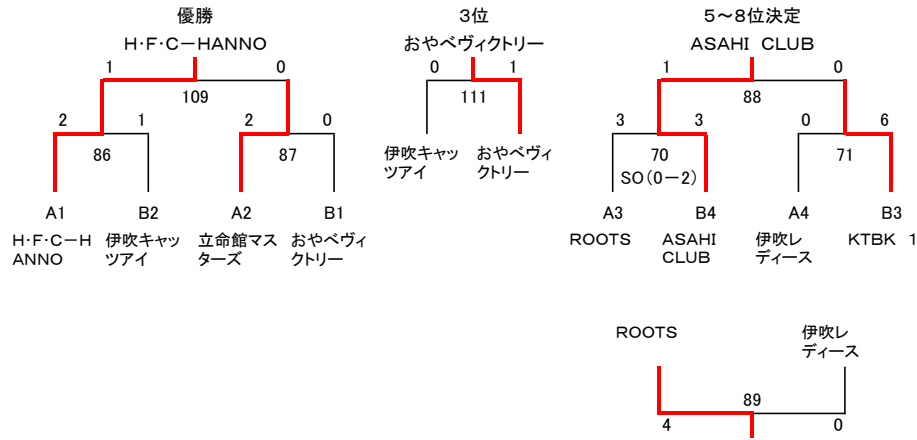 優勝
H・F・C－HANNO
1 0
109
2 1 2 0
86 87
A1 B2 A2 B1
H・F・C－H
ANNO
伊吹キャッ
ツアイ
立命館マス
ターズ
おやべヴィ
クトリー
3位
おやべヴィクトリー
0 1
111
伊吹キャッ
ツアイ
おやべヴィ
クトリー
5～8位決定
ASAHI CLUB
1 0
88
3 3 0 6
70 71
SO(0－2)
A3 B4 A4 B3
ROOTS
ASAHI
CLUB
伊吹レ
ディース
KTBK 1
ROOTS
伊吹レ
ディース
89
4 0